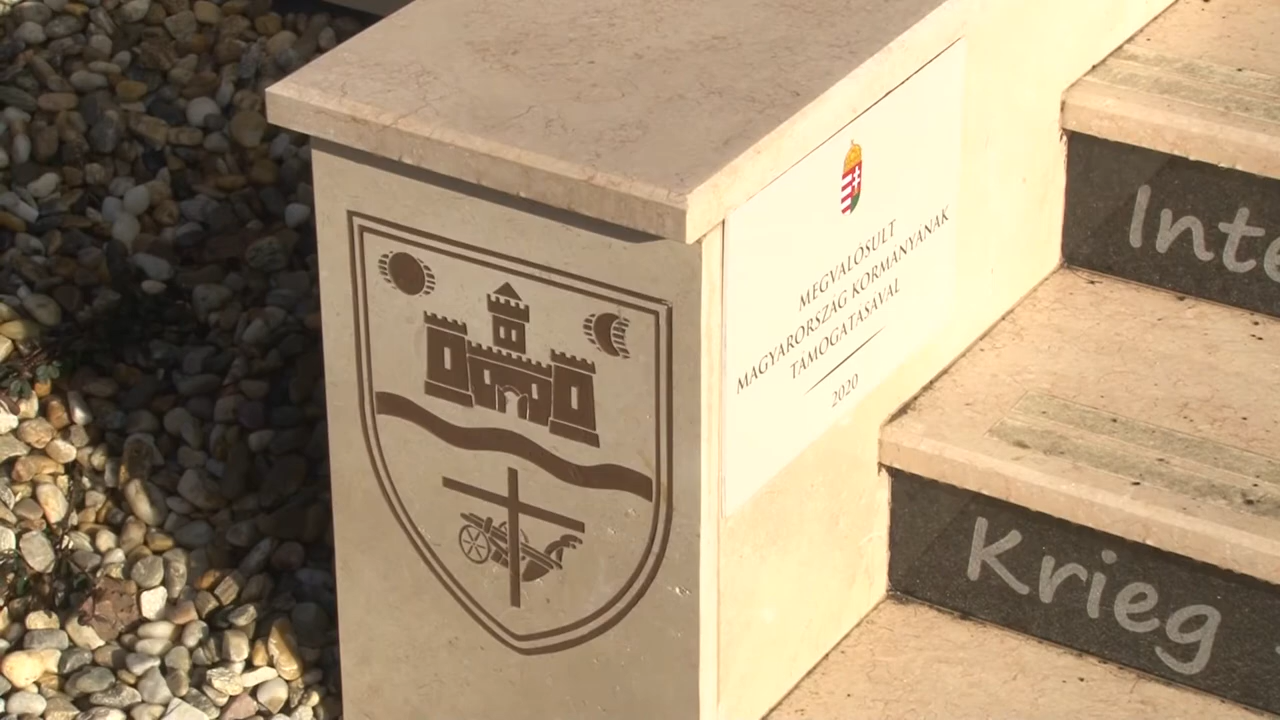 MEGVALÓSULT
MAGYARORSZÁG KORMÁNYÁNAK
TÁMOGATÁSÁVAL
2020
Inte
Krieg